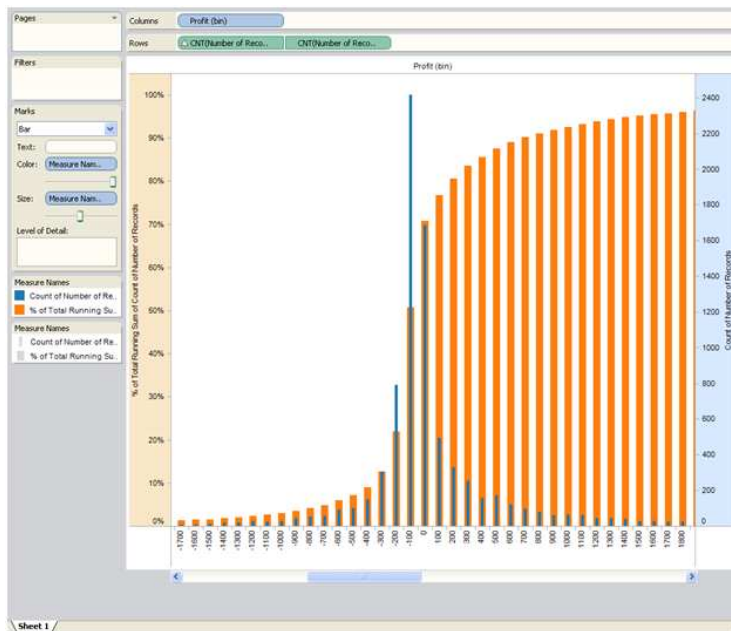 Pages
Columns
Profit (bin)
Rows
CNT(Number of Reco..
CNT(Number of Reco..
Filters
Marks
Bar
Text:
Color:
Measure Nam..
Size:
Measure Nam..
Level of Detail:
Measure Names
Count of Number of Re..
% of Total Running Su..
Measure Names
Count of Number of Re..
% of Total Running Su..
Profit (bin)
100%
90%
80%
70%
60%
50%
40%
30%
20%
10%
0%
% of Total Running Sum of Count of Number of Records
2400
2200
2000
1800
1600
1400
1200
1000
800
600
400
200
0
Count of Number of Records
-1700
-1600
-1500
-1400
-1300
-1200
-1100
-1000
-900
-800
-700
-600
-500
-400
-300
-200
-100
0
100
200
300
400
500
600
700
800
900
1000
1100
1200
1300
1400
1500
1600
1700
1800
Sheet 1